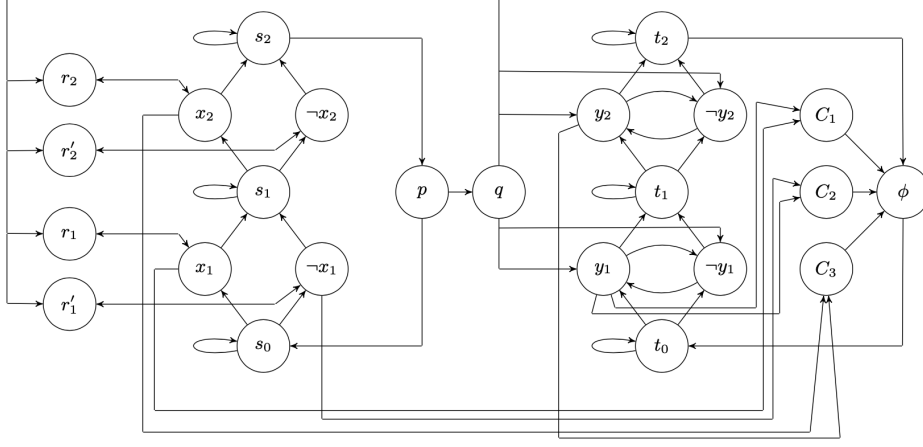 s₂
t₂
r₂
x₂
¬x₂
y₂
¬y₂
C₁
r′₂
s₁
p
q
t₁
C₂
ϕ
r₁
x₁
¬x₁
y₁
¬y₁
C₃
r′₁
s₀
t₀